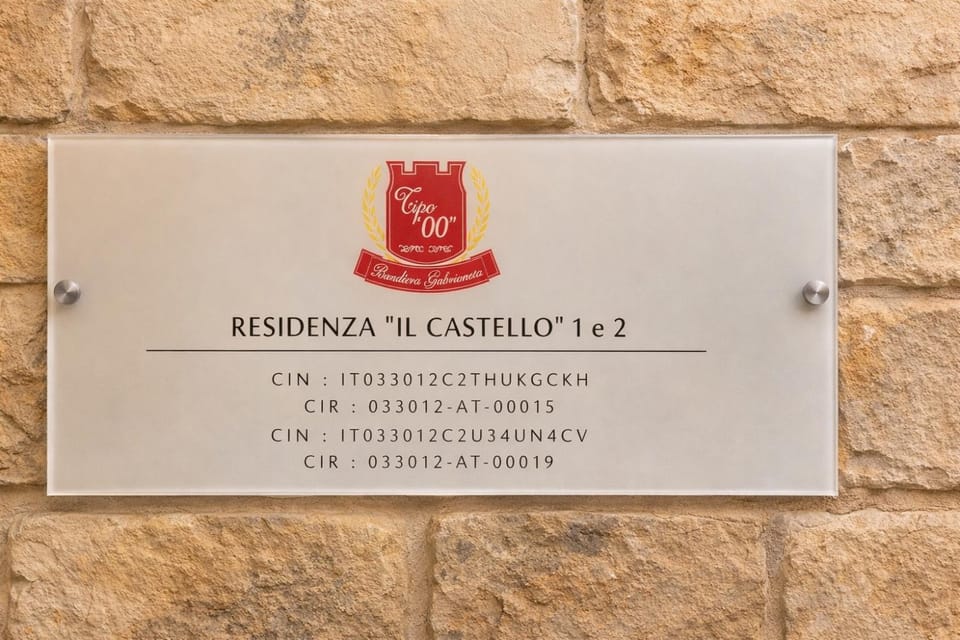 Tipo
"00"
Bandiera Gabvioneta
RESIDENZA "IL CASTELLO" 1 e 2
CIN : IT033012C2THUKGCKH
CIR : 033012-AT-00015
CIN : IT033012C2U34UN4CV
CIR : 033012-AT-00019